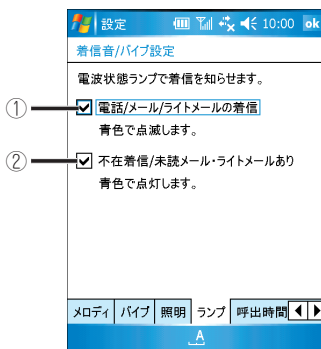 設定 10:00 ok
着信音/バイブ設定
電波状態ランプで着信を知らせます。
① 電話/メール/ライトメールの着信
青色で点滅します。
② 不在着信/未読メール・ライトメールあり
青色で点灯します。
メロディ バイブ 照明 ランプ 呼出時間
A